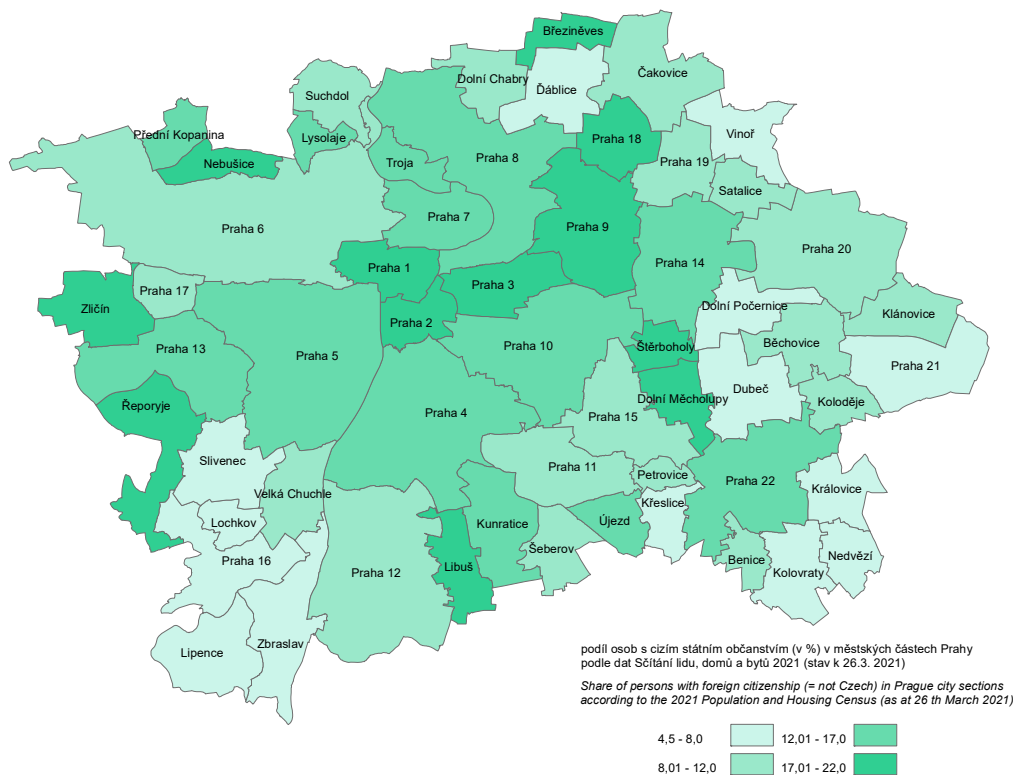 Březiněves
Dolní Chabry
Čakovice
Ďáblice
Suchdol
Přední Kopanina
Lysolaje
Praha 18
Vinoř
Nebušice
Troja
Praha 8
Praha 19
Satalice
Praha 6
Praha 7
Praha 9
Praha 20
Praha 14
Praha 1
Praha 3
Praha 17
Zličín
Dolní Počernice
Klánovice
Praha 2
Praha 13
Praha 5
Praha 10
Štěrboholy
Běchovice
Praha 21
Dubeč
Řeporyje
Praha 4
Dolní Měcholupy
Koloděje
Praha 15
Slivenec
Praha 11
Petrovice
Praha 22
Královice
Velká Chuchle
Křeslice
Lochkov
Kunratice
Újezd
Šeberov
Praha 16
Praha 12
Libuš
Benice
Nedvězí
Kolovraty
Zbraslav
Lipence
podíl osob s cizím státním občanstvím (v %) v městských částech Prahy
podle dat Sčítání lidu, domů a bytů 2021 (stav k 26.3. 2021)
Share of persons with foreign citizenship (= not Czech) in Prague city sections
according to the 2021 Population and Housing Census (as at 26 th March 2021)
4,5 - 8,0 12,01 - 17,0
8,01 - 12,0 17,01 - 22,0